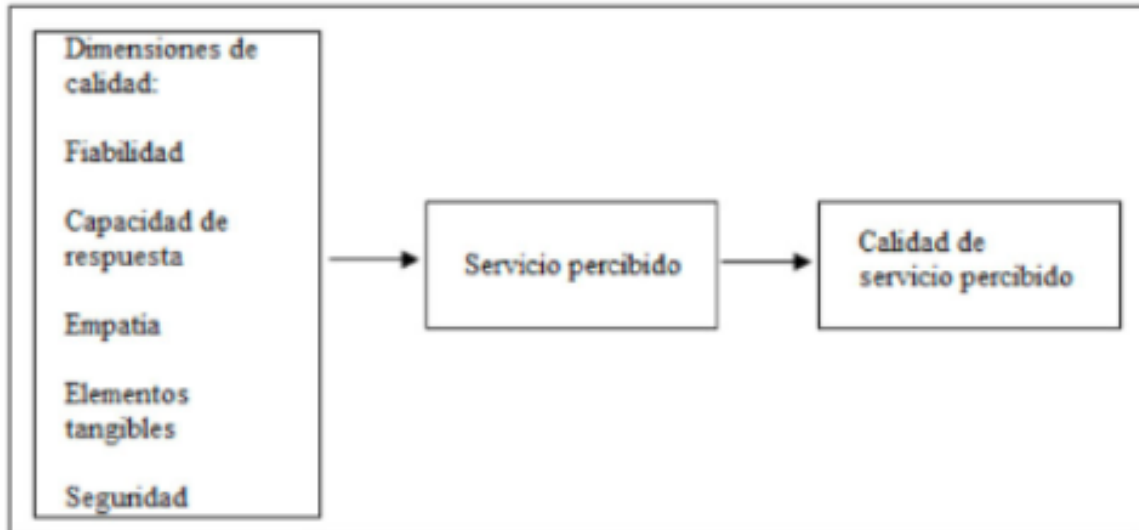 Dimensiones de
calidad:
Fiabilidad
Capacidad de
respuesta
Empatia
Elementos
tangibles
Seguridad
Servicio percibido
Calidad de
servicio percibido